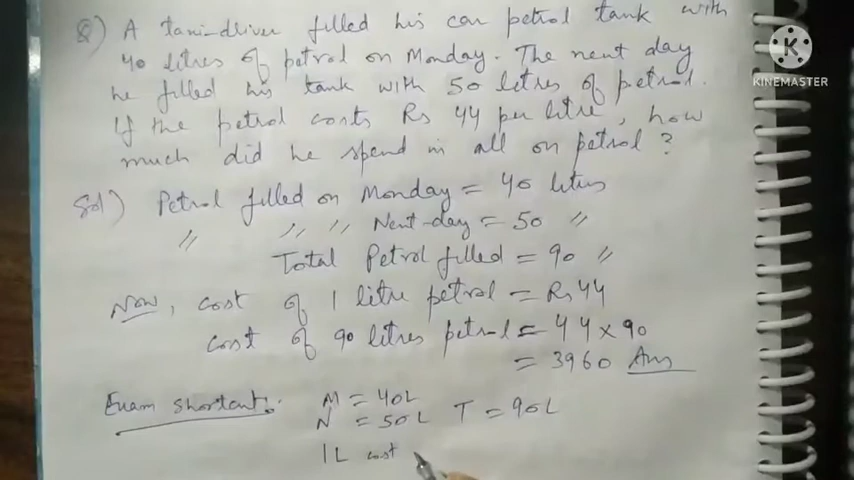 Q) A taxi-driver filled his car petrol tank with
40 litres of petrol on Monday. The next day
he filled his tank with 50 litres of petrol.
If the petrol costs Rs 44 per litre, how
much did he spend in all on petrol?
Sol) Petrol filled on Monday = 40 litres
" " " Next-day = 50 "
Total Petrol filled = 90 "
Now, cost of 1 litre petrol = Rs 44
cost of 90 litres petrol = 44 x 90
= 3960 Ans
Exam shortcut:
M = 40L
N = 50L T = 90L
1L cost
KINEMASTER